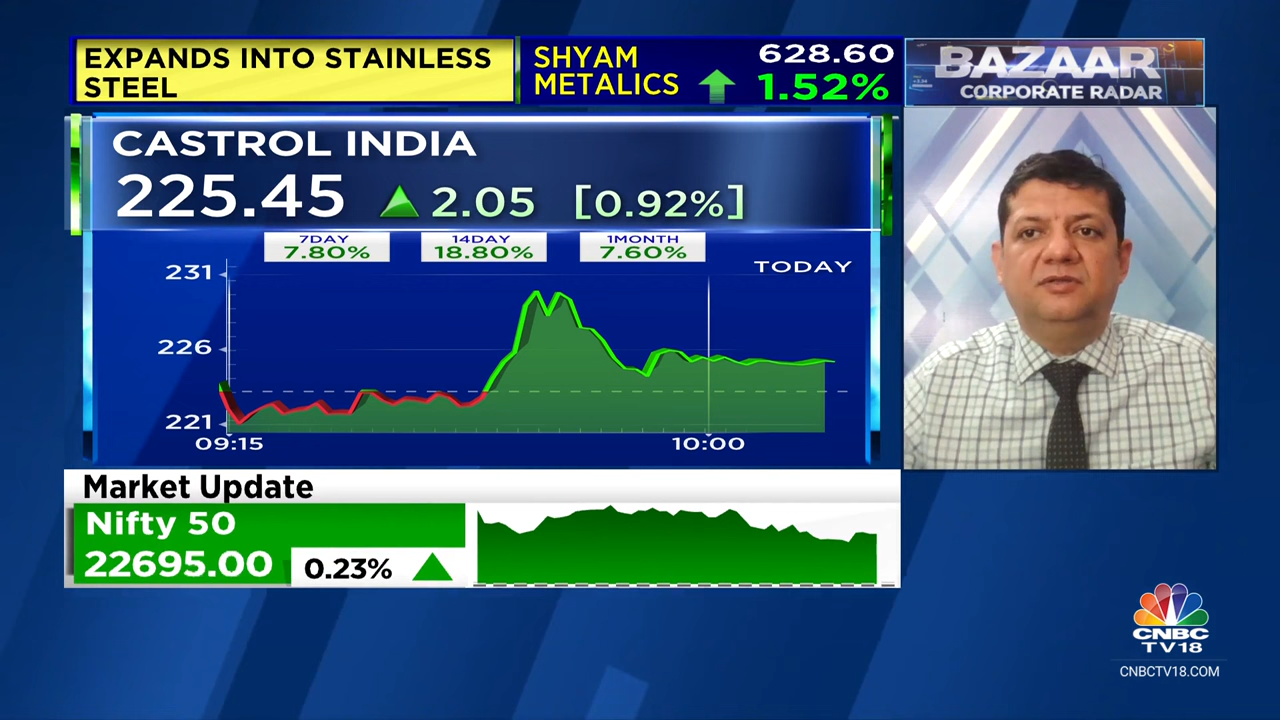 EXPANDS INTO STAINLESS
STEEL
SHYAM
METALICS
628.60
1.52%
BAZAAR
CORPORATE RADAR
CASTROL INDIA
225.45
2.05 [0.92%]
7DAY
7.80%
14DAY
18.80%
1MONTH
7.60%
TODAY
231
226
221
09:15
10:00
Market Update
Nifty 50
22695.00
0.23%
CNBC
TV18
CNBCTV18.COM